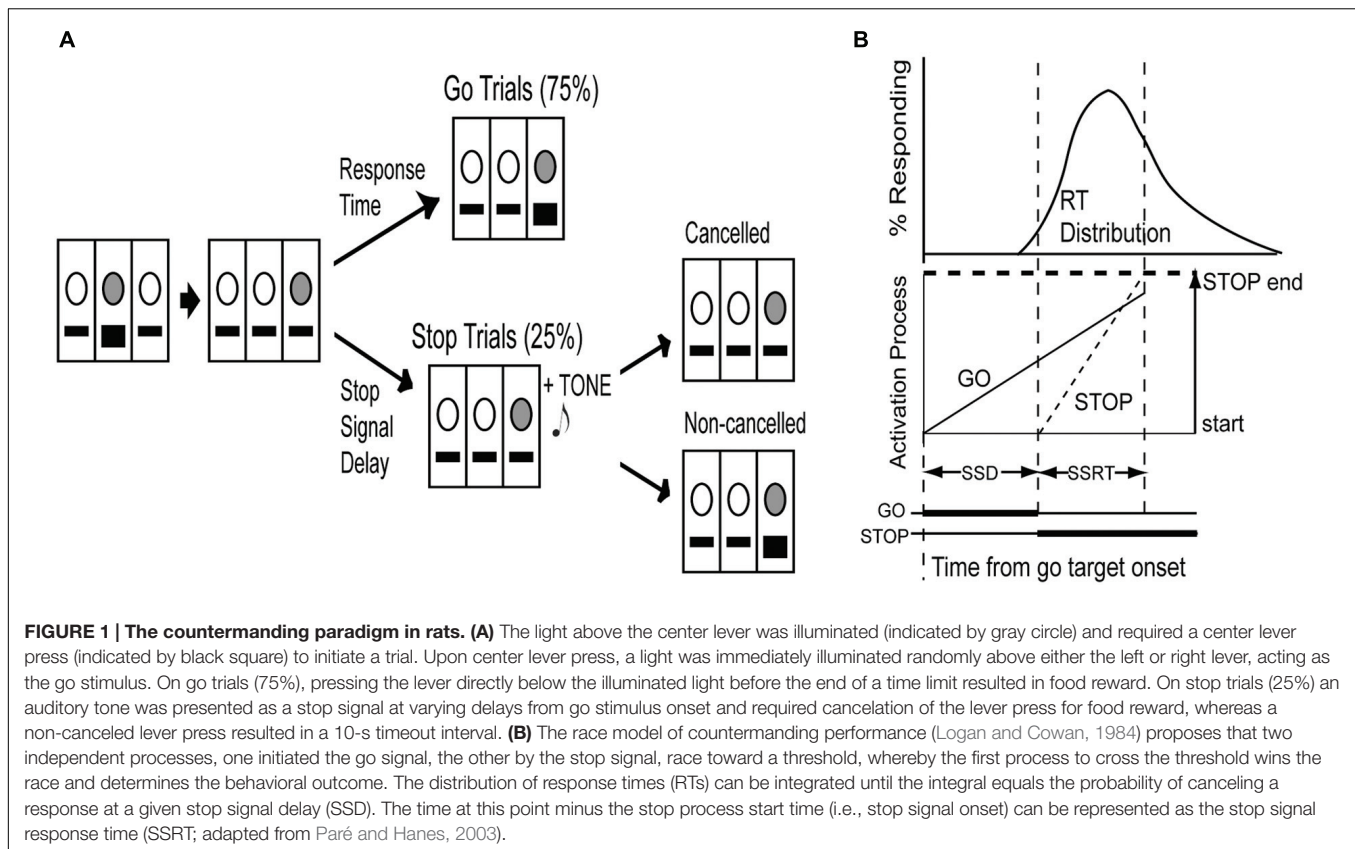 A
Go Trials (75%)
Response
Time
Stop Trials (25%)
Stop
Signal
Delay
+ TONE
Cancelled
Non-cancelled
B
% Responding
RT
Distribution
Activation Process
GO
STOP
STOP end
start
SSD
SSRT
GO
STOP
Time from go target onset
FIGURE 1 | The countermanding paradigm in rats. (A) The light above the center lever was illuminated (indicated by gray circle) and required a center lever
press (indicated by black square) to initiate a trial. Upon center lever press, a light was immediately illuminated randomly above either the left or right lever, acting as
the go stimulus. On go trials (75%), pressing the lever directly below the illuminated light before the end of a time limit resulted in food reward. On stop trials (25%) an
auditory tone was presented as a stop signal at varying delays from go stimulus onset and required cancelation of the lever press for food reward, whereas a
non-canceled lever press resulted in a 10-s timeout interval. (B) The race model of countermanding performance (Logan and Cowan, 1984) proposes that two
independent processes, one initiated the go signal, the other by the stop signal, race toward a threshold, whereby the first process to cross the threshold wins the
race and determines the behavioral outcome. The distribution of response times (RTs) can be integrated until the integral equals the probability of canceling a
response at a given stop signal delay (SSD). The time at this point minus the stop process start time (i.e., stop signal onset) can be represented as the stop signal
response time (SSRT; adapted from Paré and Hanes, 2003).